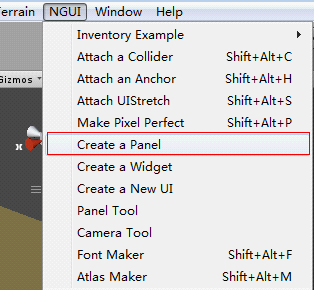 Terrain NGUI Window Help
Inventory Example
Attach a Collider Shift+Alt+C
Attach an Anchor Shift+Alt+H
Gizmos
Attach UIStretch Shift+Alt+S
Make Pixel Perfect Shift+Alt+P
x
Create a Panel
Create a Widget
Create a New UI
Panel Tool
Camera Tool
Font Maker Shift+Alt+F
Atlas Maker Shift+Alt+M